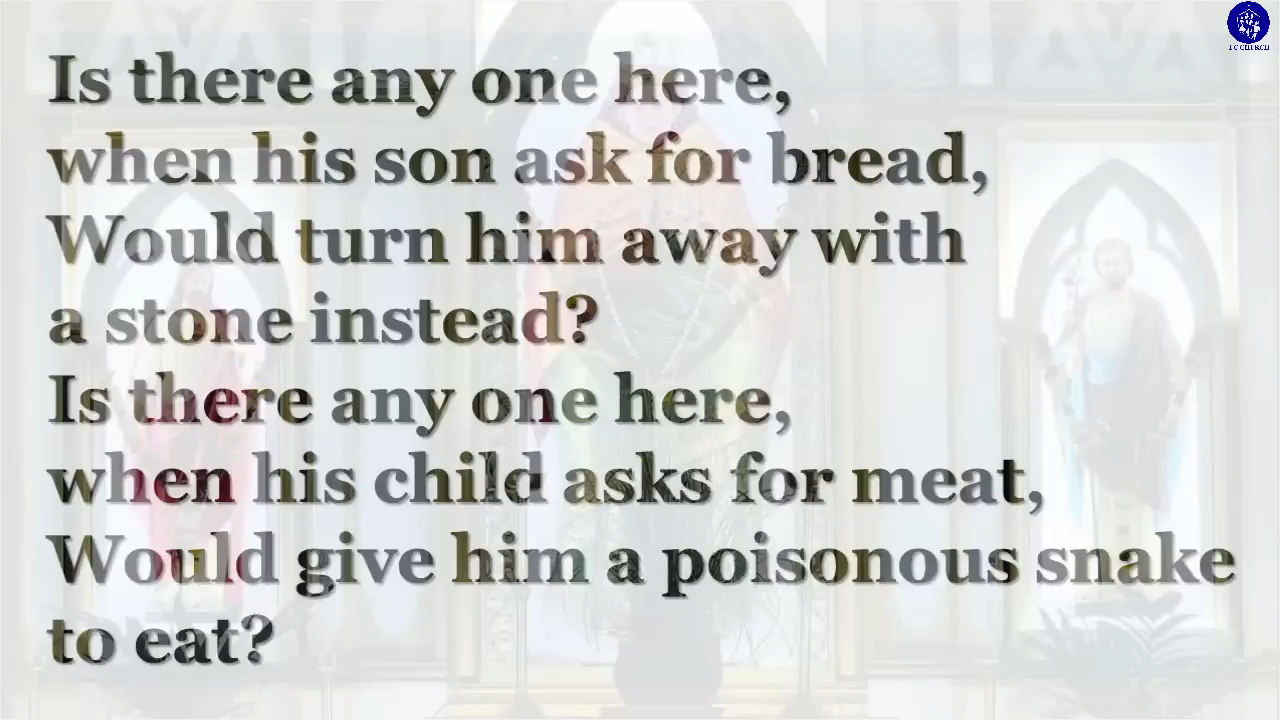 I C CHURCH
Is there any one here,
when his son ask for bread,
Would turn him away with
a stone instead?
Is there any one here,
when his child asks for meat,
Would give him a poisonous snake
to eat?